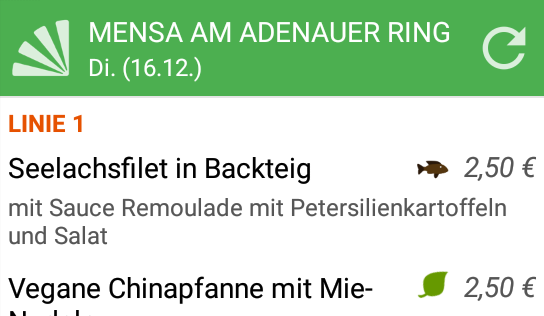 MENSA AM ADENAUER RING
Di. (16.12.)
LINIE 1
Seelachsfilet in Backteig 2,50 €
mit Sauce Remoulade mit Petersilienkartoffeln
und Salat
Vegane Chinapfanne mit Mie- 2,50 €